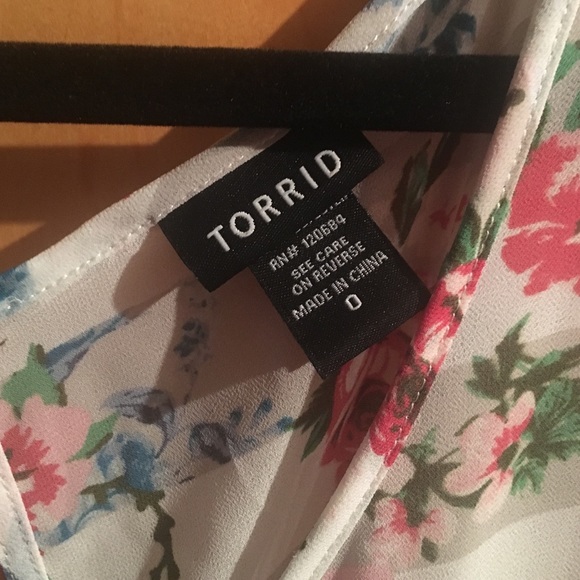 TORRID
RN# 120684
SEE CARE
ON REVERSE
MADE IN CHINA
0